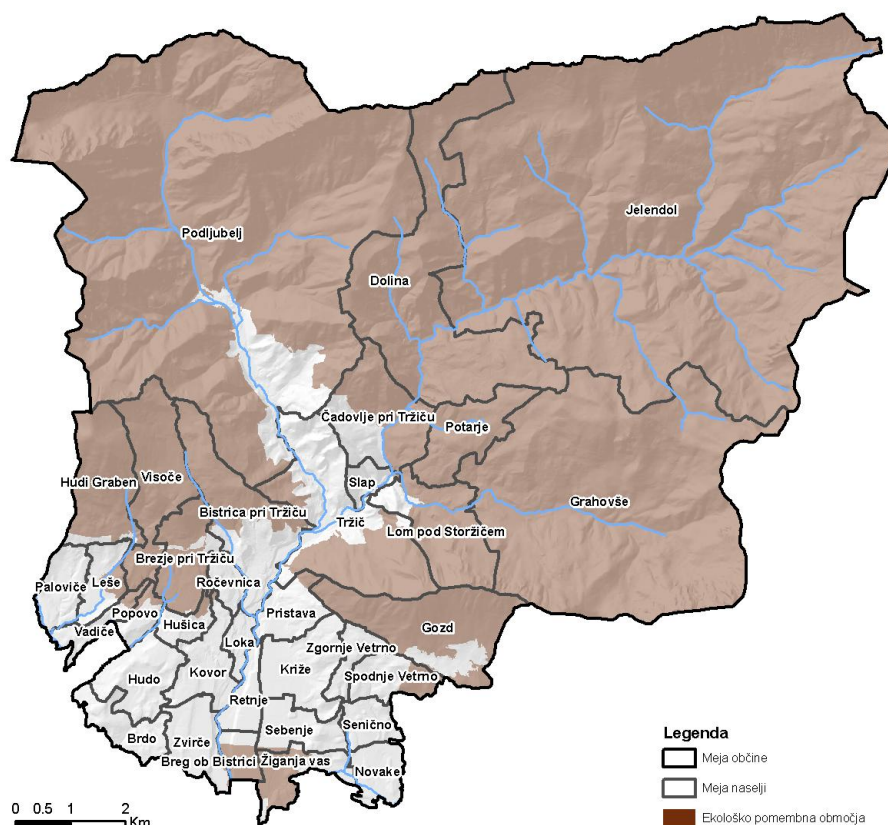 Jelendol
Podljubelj
Dolina
Čadovlje pri Tržiču
Potarje
Hudi Graben
Visoče
Slap
Grahovše
Bistrica pri Tržiču
Tržič
Lom pod Storžičem
Brezje pri Tržiču
Paloviče
Leše
Ročevnica
Popovo
Pristava
Vadiče
Hušica
Gozd
Loka
Zgornje Vetrno
Križe
Kovor
Hudo
Spodnje Vetrno
Retnje
Senično
Sebenje
Brdo
Zvirče
Breg ob Bistrici
Žiganja vas
Novake
Legenda
Meja občine
Meja naselji
Ekološko pomembna območja
0 0.5 1 2
Km